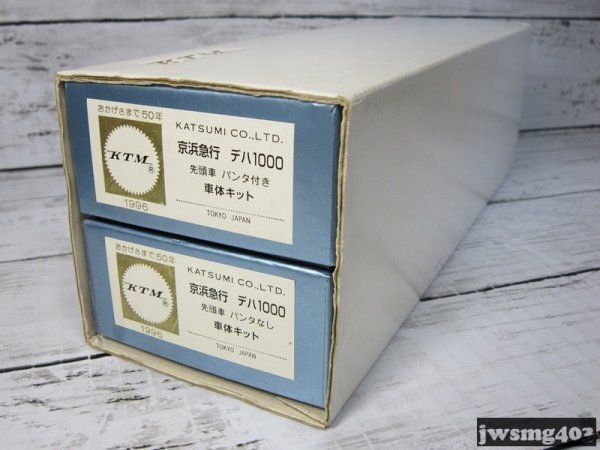 KTM
おかげさまで50年
KTM
R
1996
KATSUMI CO.,LTD.
京浜急行 デハ1000
先頭車 パンタ付き
車体キット
TOKYO JAPAN
おかげさまで50年
KTM
R
1996
KATSUMI CO.,LTD.
京浜急行 デハ1000
先頭車 パンタなし
車体キット
TOKYO JAPAN
jwsmg403